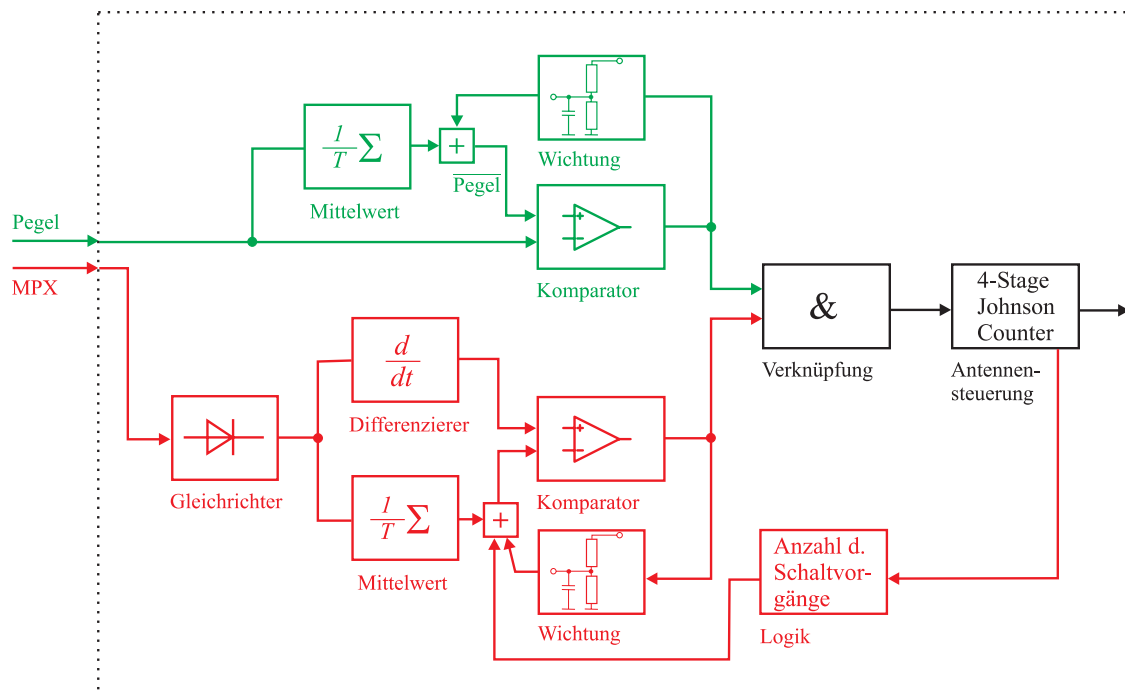 Wichtung
1
T
Σ
+
Pegel
Mittelwert
Pegel
MPX
+
Komparator
&
4-Stage
Johnson
Counter
Verknüpfung
Antennen-
steuerung
d
dt
Differenzierer
+
Gleichrichter
Komparator
1
T
Σ
+
Mittelwert
Wichtung
Anzahl d.
Schaltvor-
gänge
Logik